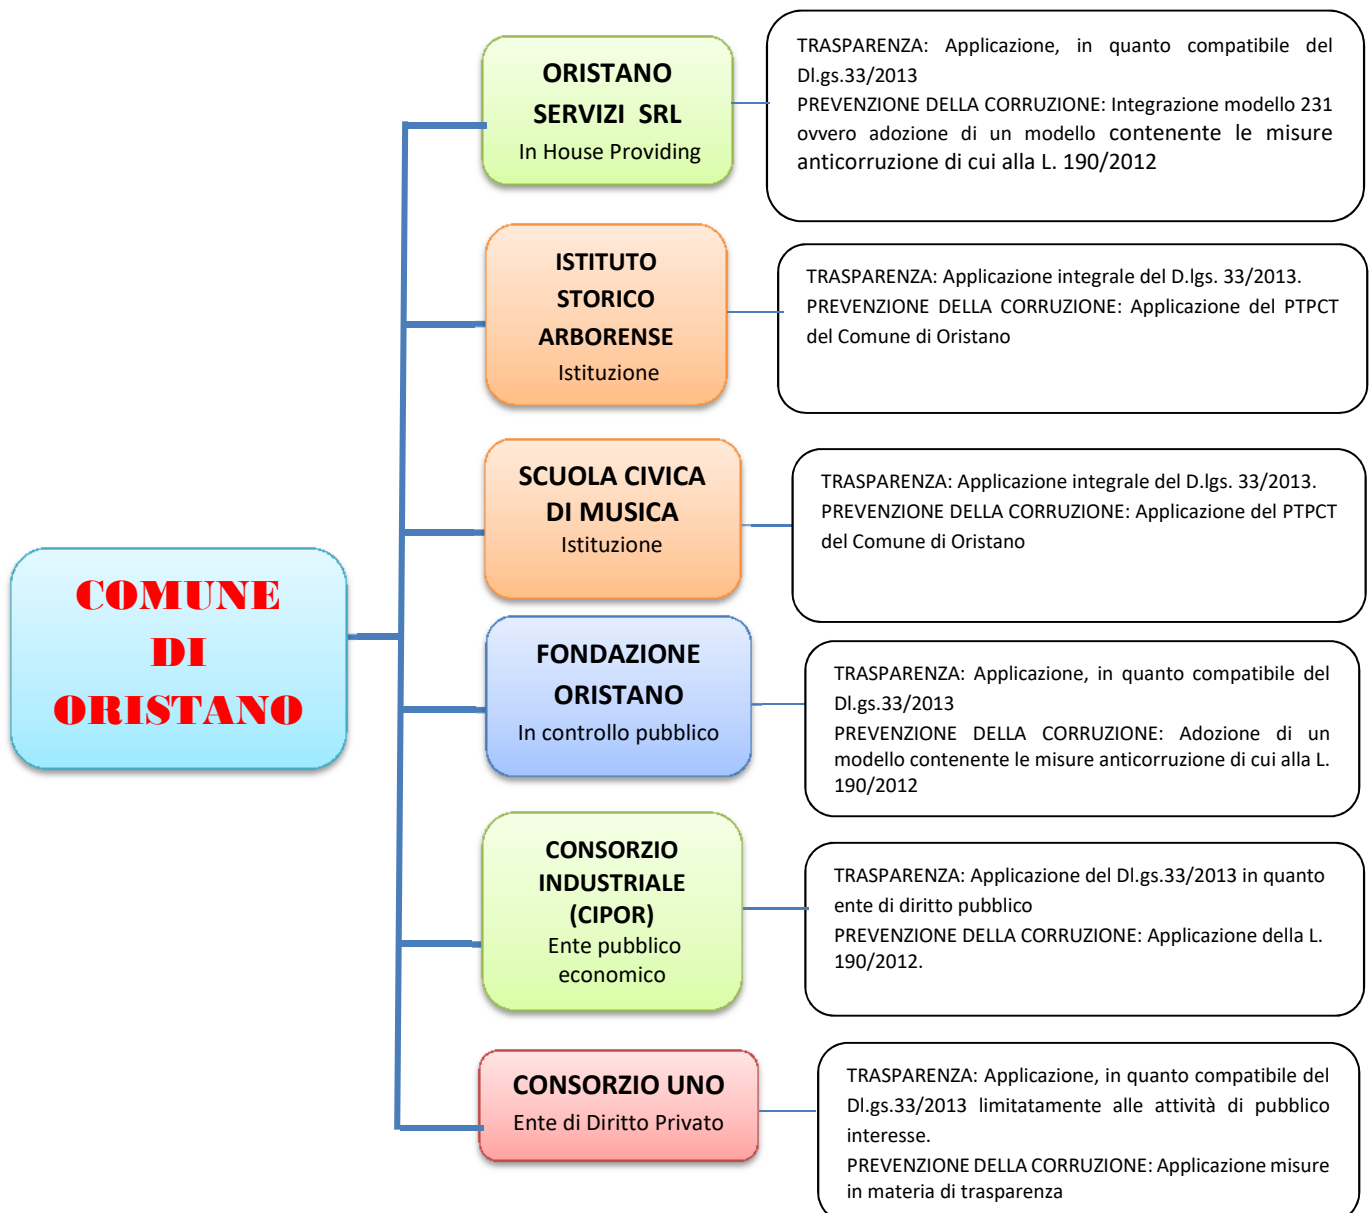 ORISTANO
SERVIZI SRL
In House Providing
TRASPARENZA: Applicazione, in quanto compatibile del
Dl.gs.33/2013
PREVENZIONE DELLA CORRUZIONE: Integrazione modello 231
ovvero adozione di un modello contenente le misure
anticorruzione di cui alla L. 190/2012
ISTITUTO
STORICO
ARBORENSE
Istituzione
TRASPARENZA: Applicazione integrale del D.lgs. 33/2013.
PREVENZIONE DELLA CORRUZIONE: Applicazione del PTPCT
del Comune di Oristano
SCUOLA CIVICA
DI MUSICA
Istituzione
TRASPARENZA: Applicazione integrale del D.lgs. 33/2013.
PREVENZIONE DELLA CORRUZIONE: Applicazione del PTPCT
del Comune di Oristano
COMUNE
DI
ORISTANO
FONDAZIONE
ORISTANO
In controllo pubblico
TRASPARENZA: Applicazione, in quanto compatibile del
Dl.gs.33/2013
PREVENZIONE DELLA CORRUZIONE: Adozione di un
modello contenente le misure anticorruzione di cui alla L.
190/2012
CONSORZIO
INDUSTRIALE
(CIPOR)
Ente pubblico
economico
TRASPARENZA: Applicazione del Dl.gs.33/2013 in quanto
ente di diritto pubblico
PREVENZIONE DELLA CORRUZIONE: Applicazione della L.
190/2012.
CONSORZIO UNO
Ente di Diritto Privato
TRASPARENZA: Applicazione, in quanto compatibile del
Dl.gs.33/2013 limitatamente alle attività di pubblico
interesse.
PREVENZIONE DELLA CORRUZIONE: Applicazione misure
in materia di trasparenza